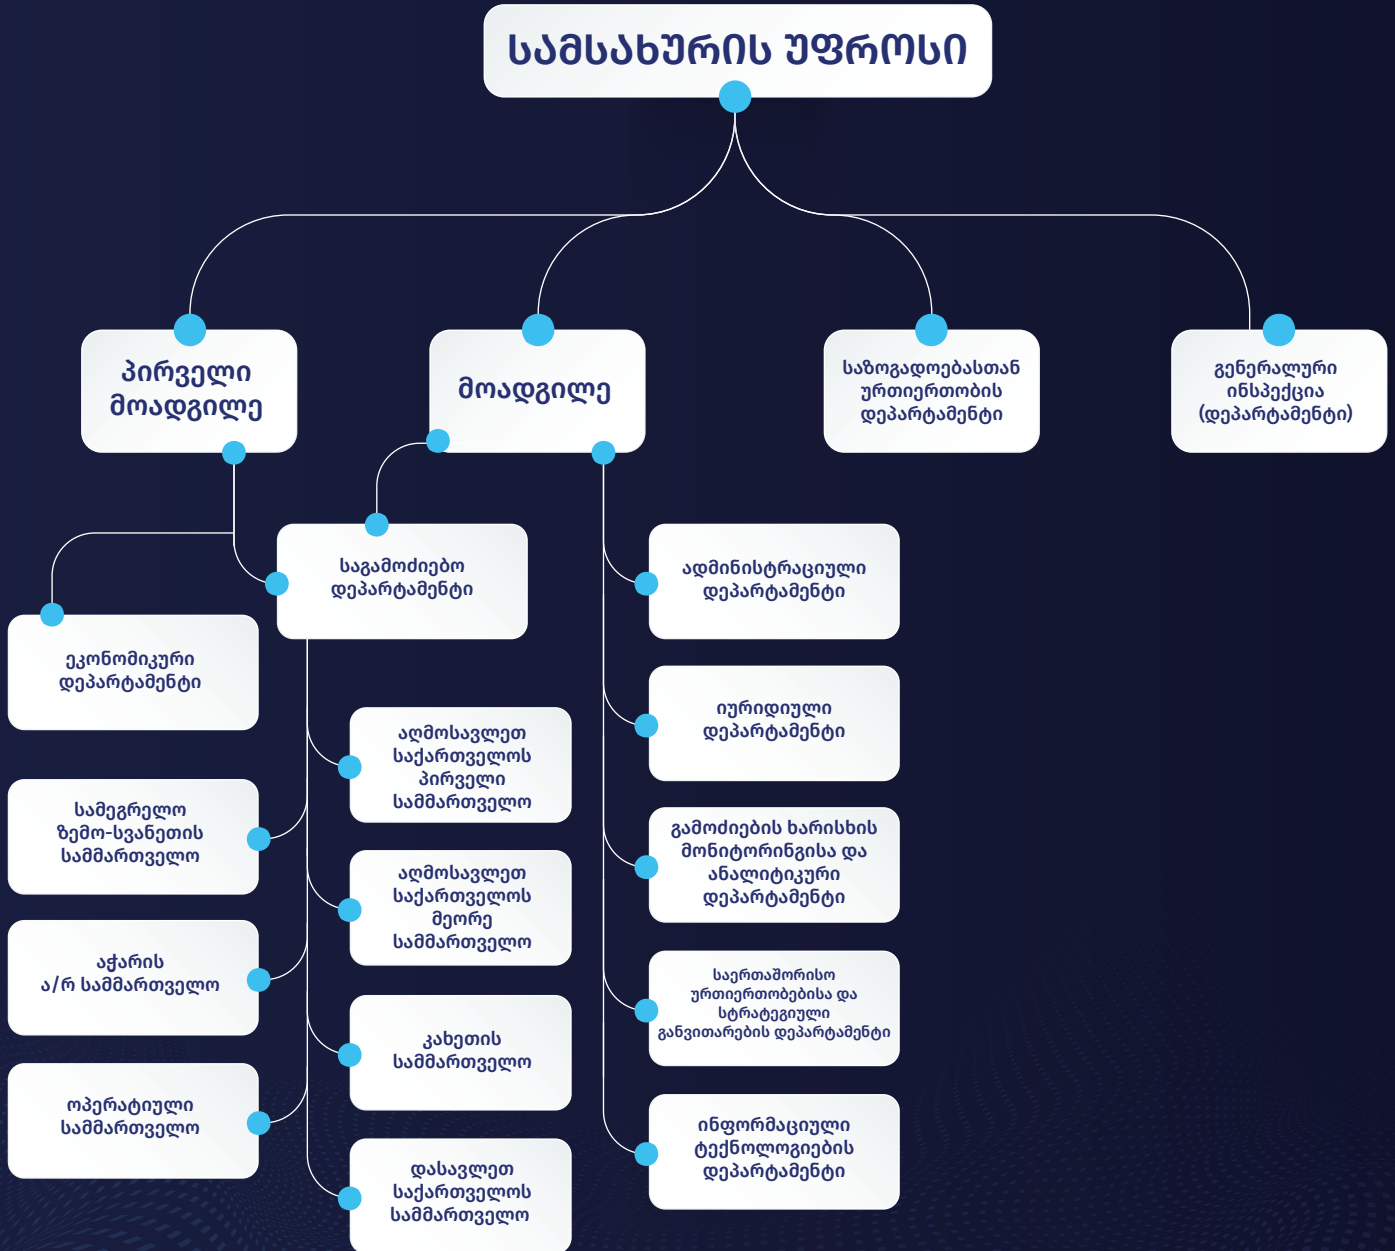 სამსახურის უფროსი
პირველი
მოადგილე
მოადგილე
საზოგადოებასთან
ურთიერთობის
დეპარტამენტი
გენერალური
ინსპექცია
(დეპარტამენტი)
საგამოძიებო
დეპარტამენტი
ადმინისტრაციული
დეპარტამენტი
ეკონომიკური
დეპარტამენტი
იურიდიული
დეპარტამენტი
აღმოსავლეთ
საქართველოს
პირველი
სამმართველო
სამეგრელო
ზემო-სვანეთის
სამმართველო
გამოძიების ხარისხის
მონიტორინგისა და
ანალიტიკური
დეპარტამენტი
აღმოსავლეთ
საქართველოს
მეორე
სამმართველო
აჭარის
ა/რ სამმართველო
საერთაშორისო
ურთიერთობებისა და
სტრატეგიული
განვითარების დეპარტამენტი
კახეთის
სამმართველო
ოპერატიული
სამმართველო
ინფორმაციული
ტექნოლოგიების
დეპარტამენტი
დასავლეთ
საქართველოს
სამმართველო